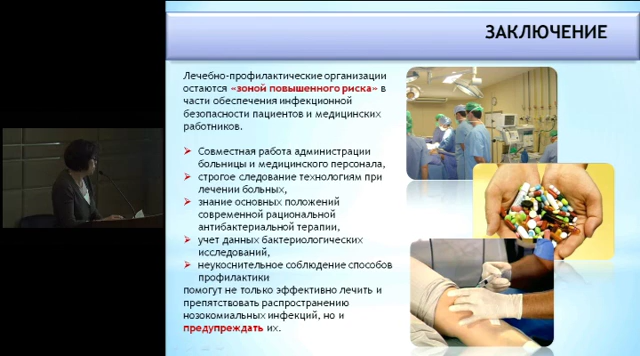 ЗАКЛЮЧЕНИЕ
Лечебно-профилактические организации
остаются «зоной повышенного риска» в
части обеспечения инфекционной
безопасности пациентов и медицинских
работников.
Совместная работа администрации
больницы и медицинского персонала,
строгое следование технологиям при
лечении больных,
знание основных положений
современной рациональной
антибактериальной терапии,
учет данных бактериологических
исследований,
неукоснительное соблюдение способов
профилактики
помогут не только эффективно лечить и
препятствовать распространению
нозокомиальных инфекций, но и
предупреждать их.